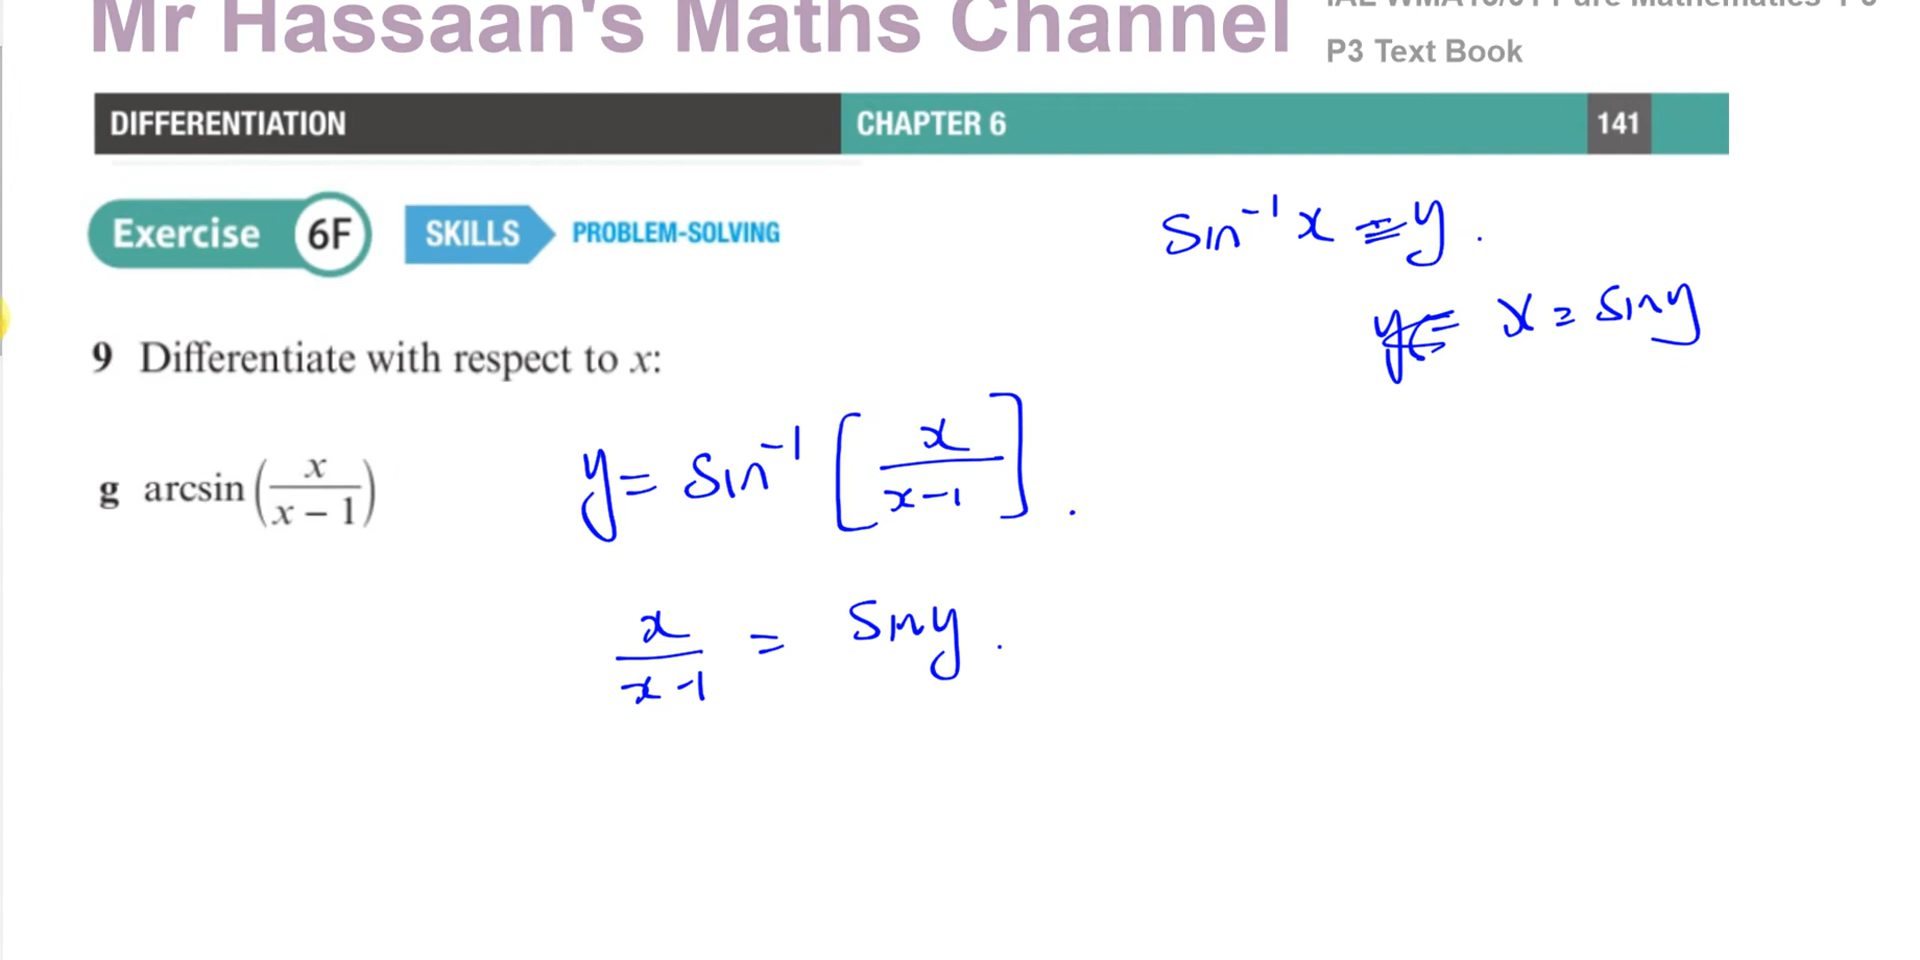 Mr Hassaan's Maths Channel
P3 Text Book
DIFFERENTIATION CHAPTER 6 141
Exercise 6F SKILLS PROBLEM-SOLVING
sin⁻¹ x = y.
x = sin y
9 Differentiate with respect to x:
g arcsin(x/(x − 1))
y = sin⁻¹ [x/(x-1)].
x/(x-1) = sin y.